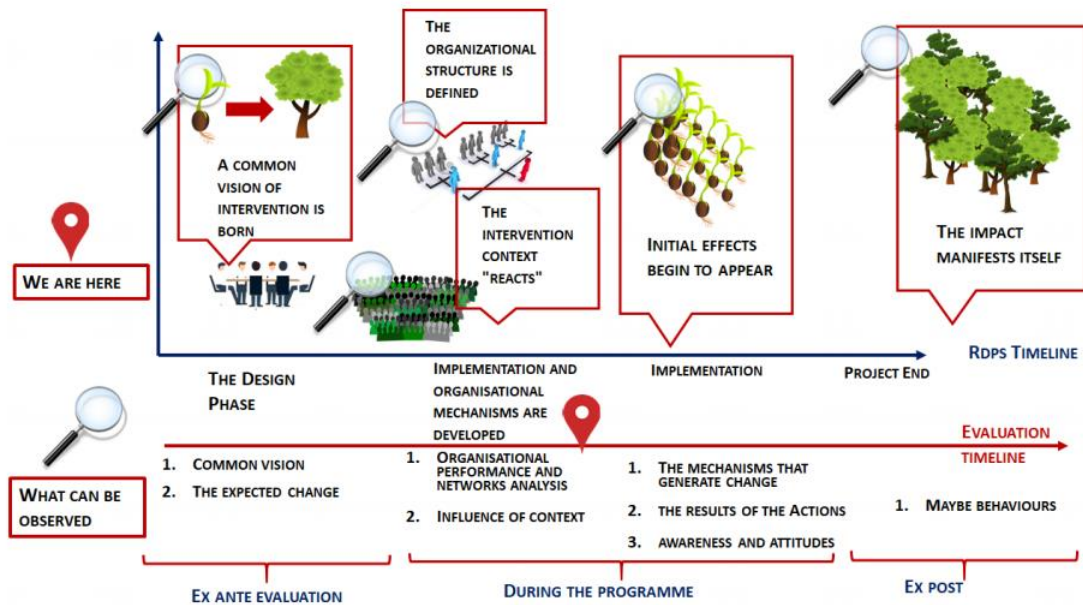 THE
ORGANIZATIONAL
STRUCTURE IS
DEFINED
A COMMON
VISION OF
INTERVENTION IS
BORN
THE
INTERVENTION
CONTEXT
"REACTS"
INITIAL EFFECTS
BEGIN TO APPEAR
THE IMPACT
MANIFESTS ITSELF
WE ARE HERE
RDPS TIMELINE
THE DESIGN
PHASE
IMPLEMENTATION AND
ORGANISATIONAL
MECHANISMS ARE
DEVELOPED
IMPLEMENTATION
PROJECT END
EVALUATION
TIMELINE
WHAT CAN BE
OBSERVED
1. COMMON VISION
2. THE EXPECTED CHANGE
1. ORGANISATIONAL
PERFORMANCE AND
NETWORKS ANALYSIS
2. INFLUENCE OF CONTEXT
1. THE MECHANISMS THAT
GENERATE CHANGE
2. THE RESULTS OF THE ACTIONS
3. AWARENESS AND ATTITUDES
1. MAYBE BEHAVIOURS
EX ANTE EVALUATION
DURING THE PROGRAMME
EX POST